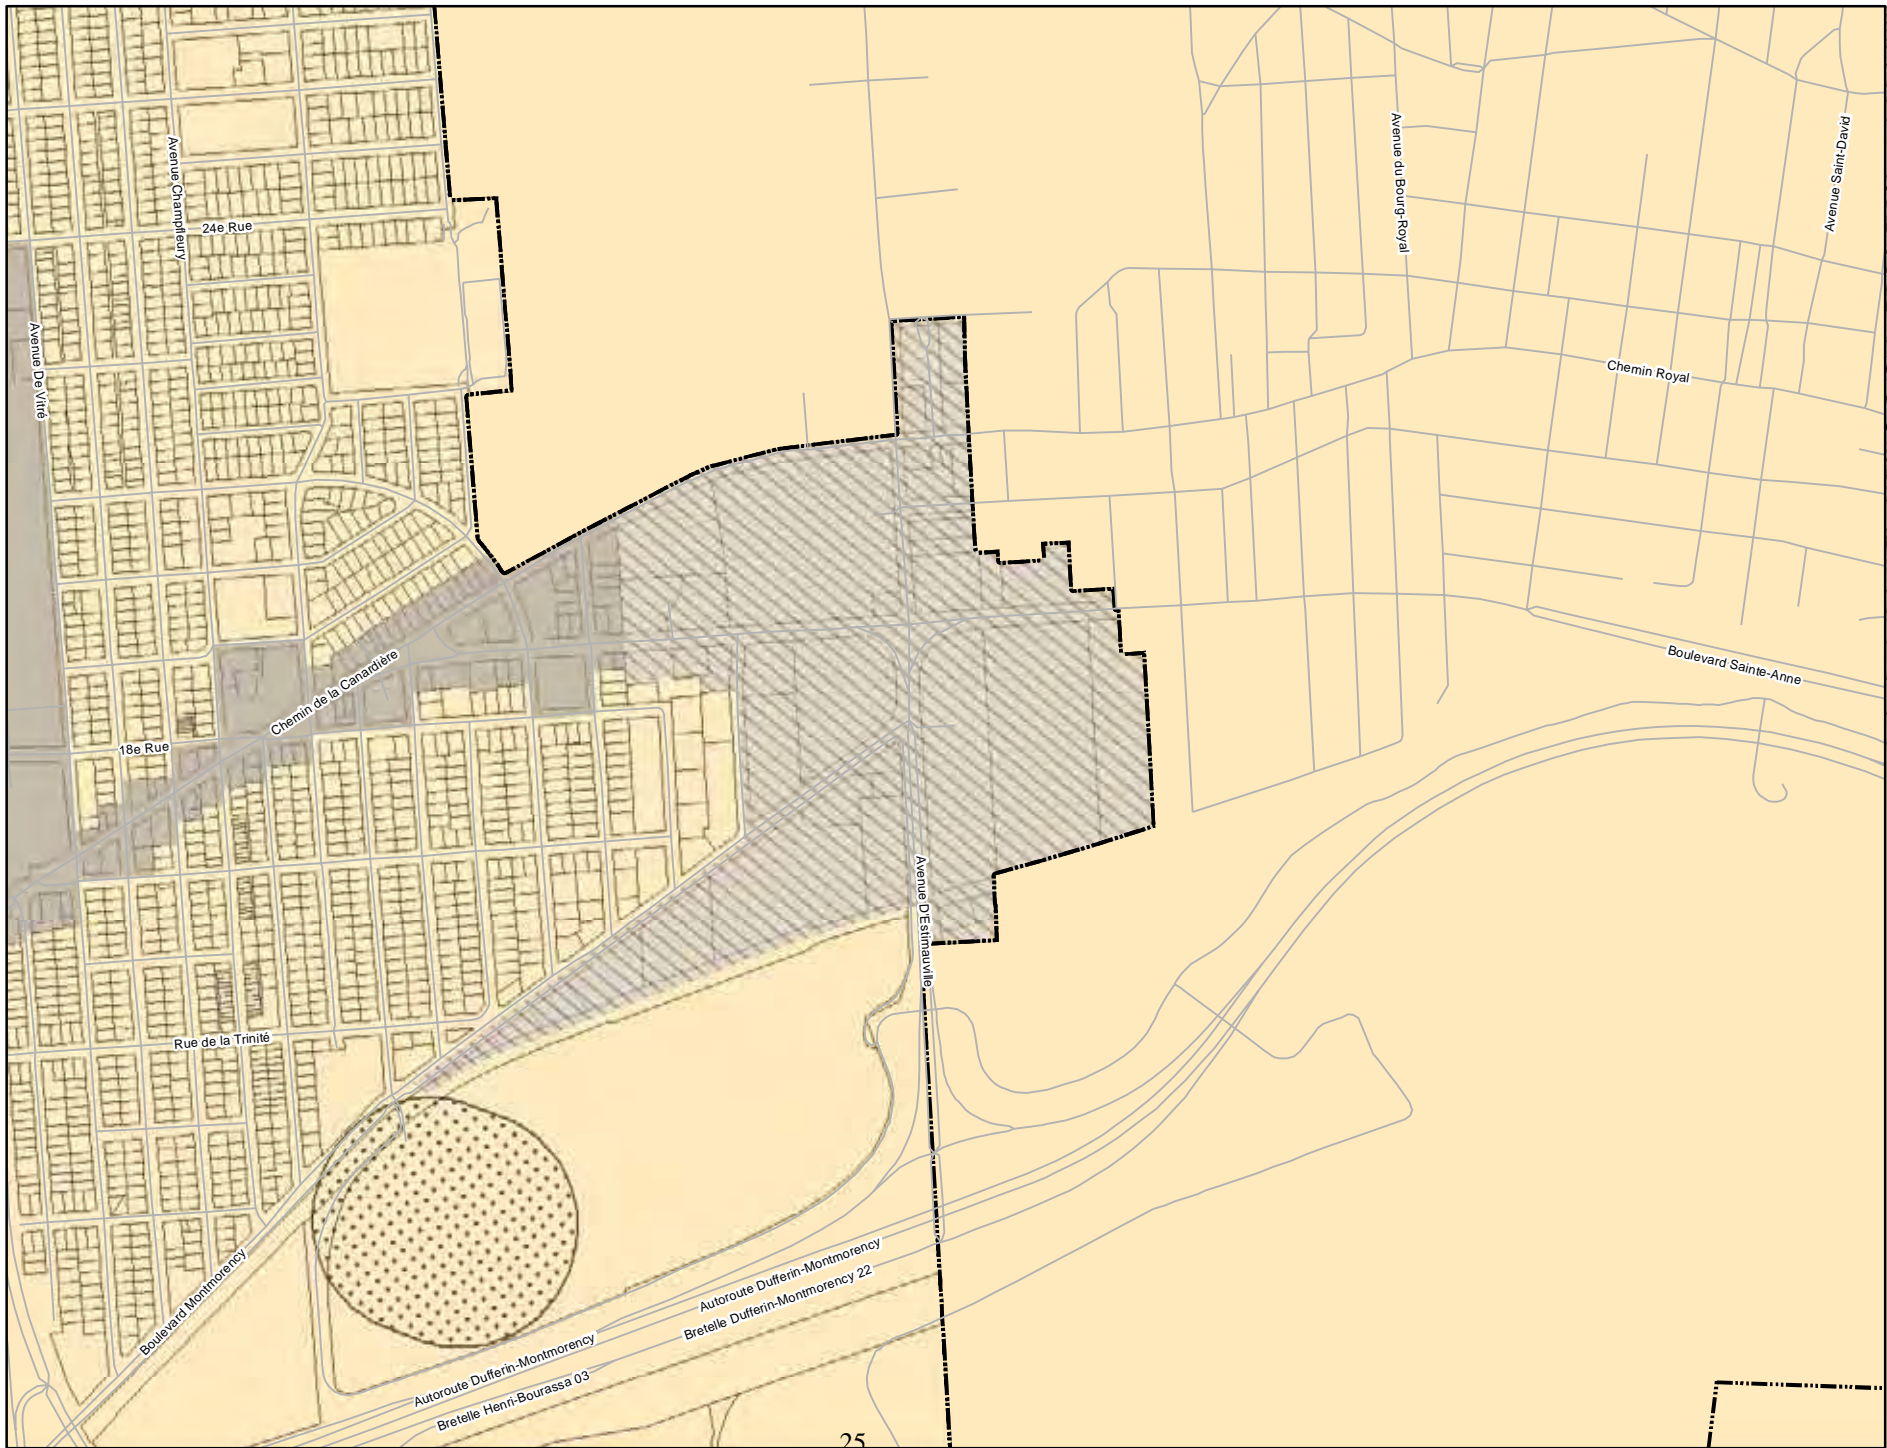 Avenue Saint-David
Avenue du Bourg-Royal
Avenue Champfleury
24e Rue
Avenue De Vitré
Chemin Royal
Chemin de la Canardière
Boulevard Sainte-Anne
18e Rue
Avenue D'Estimauville
Rue de la Trinité
Boulevard Montmorency
Autoroute Dufferin-Montmorency
Bretelle Dufferin-Montmorency 22
Autoroute Dufferin-Montmorency
Bretelle Henri-Bourassa 03
25